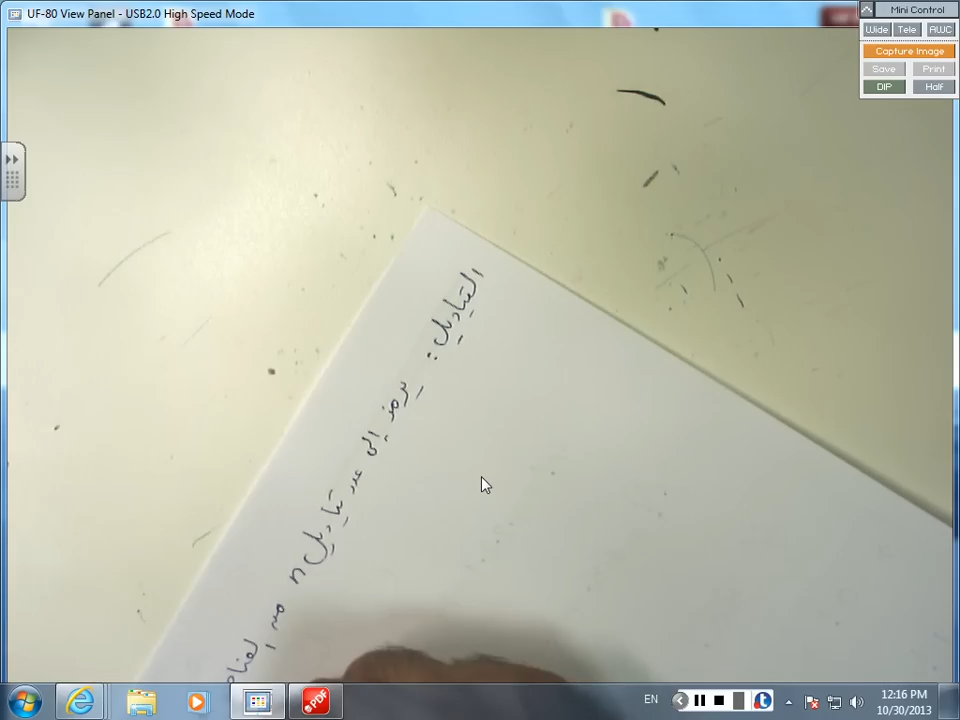 UF-80 View Panel - USB2.0 High Speed Mode
Mini Control
Wide Tele AWC
Capture Image
Save Print
DIP Half
التباديل : يرمز إلى عدد تباديل n من العنا
PDF
EN
12:16 PM
10/30/2013